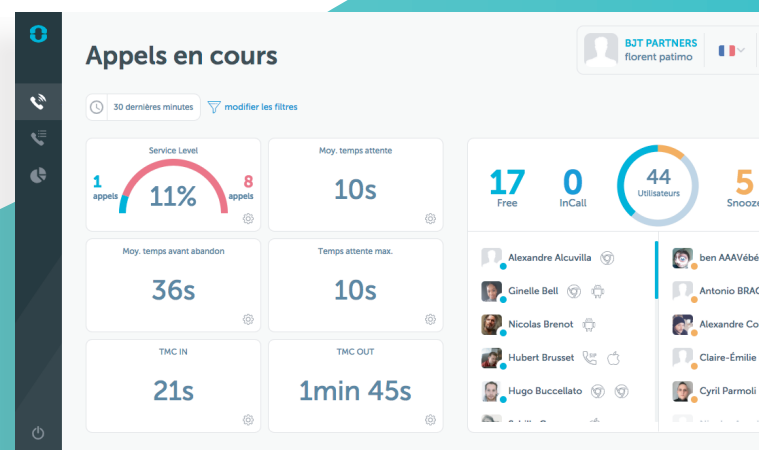 Appels en cours
BJT PARTNERS
florent patimo
30 dernières minutes
modifier les filtres
Service Level
1
appels
11%
8
appels
Moy. temps attente
10s
Moy. temps avant abandon
36s
Temps attente max.
10s
TMC IN
21s
TMC OUT
1min 45s
17
Free
0
InCall
44
Utilisateurs
5
Snooze
Alexandre Alcuvilla
Ginelle Bell
Nicolas Brenot
Hubert Brusset
Hugo Buccellato
ben AAAVébé
Antonio BRAG
Alexandre Co
Claire-Émilie
Cyril Parmoli